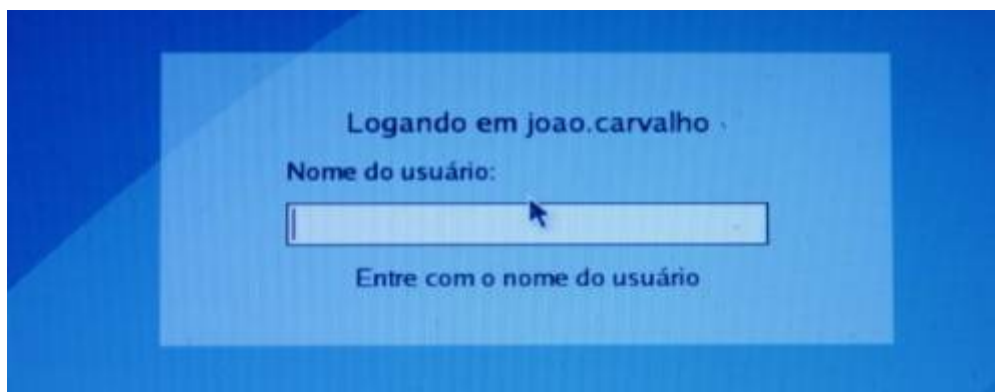 Logando em joao.carvalho
Nome do usuário:
Entre com o nome do usuário